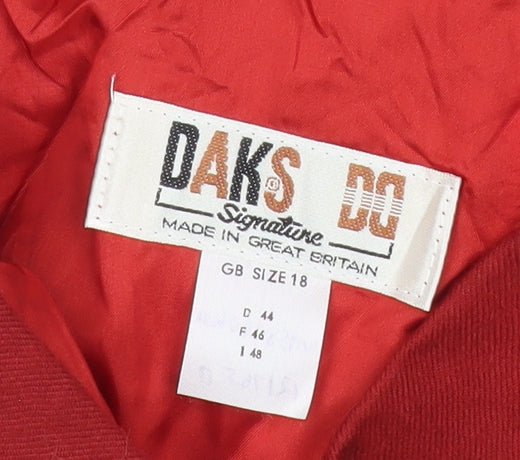 DAKS® DD
Signature
MADE IN GREAT BRITAIN
GB SIZE 18
D 44
F 46
I 48